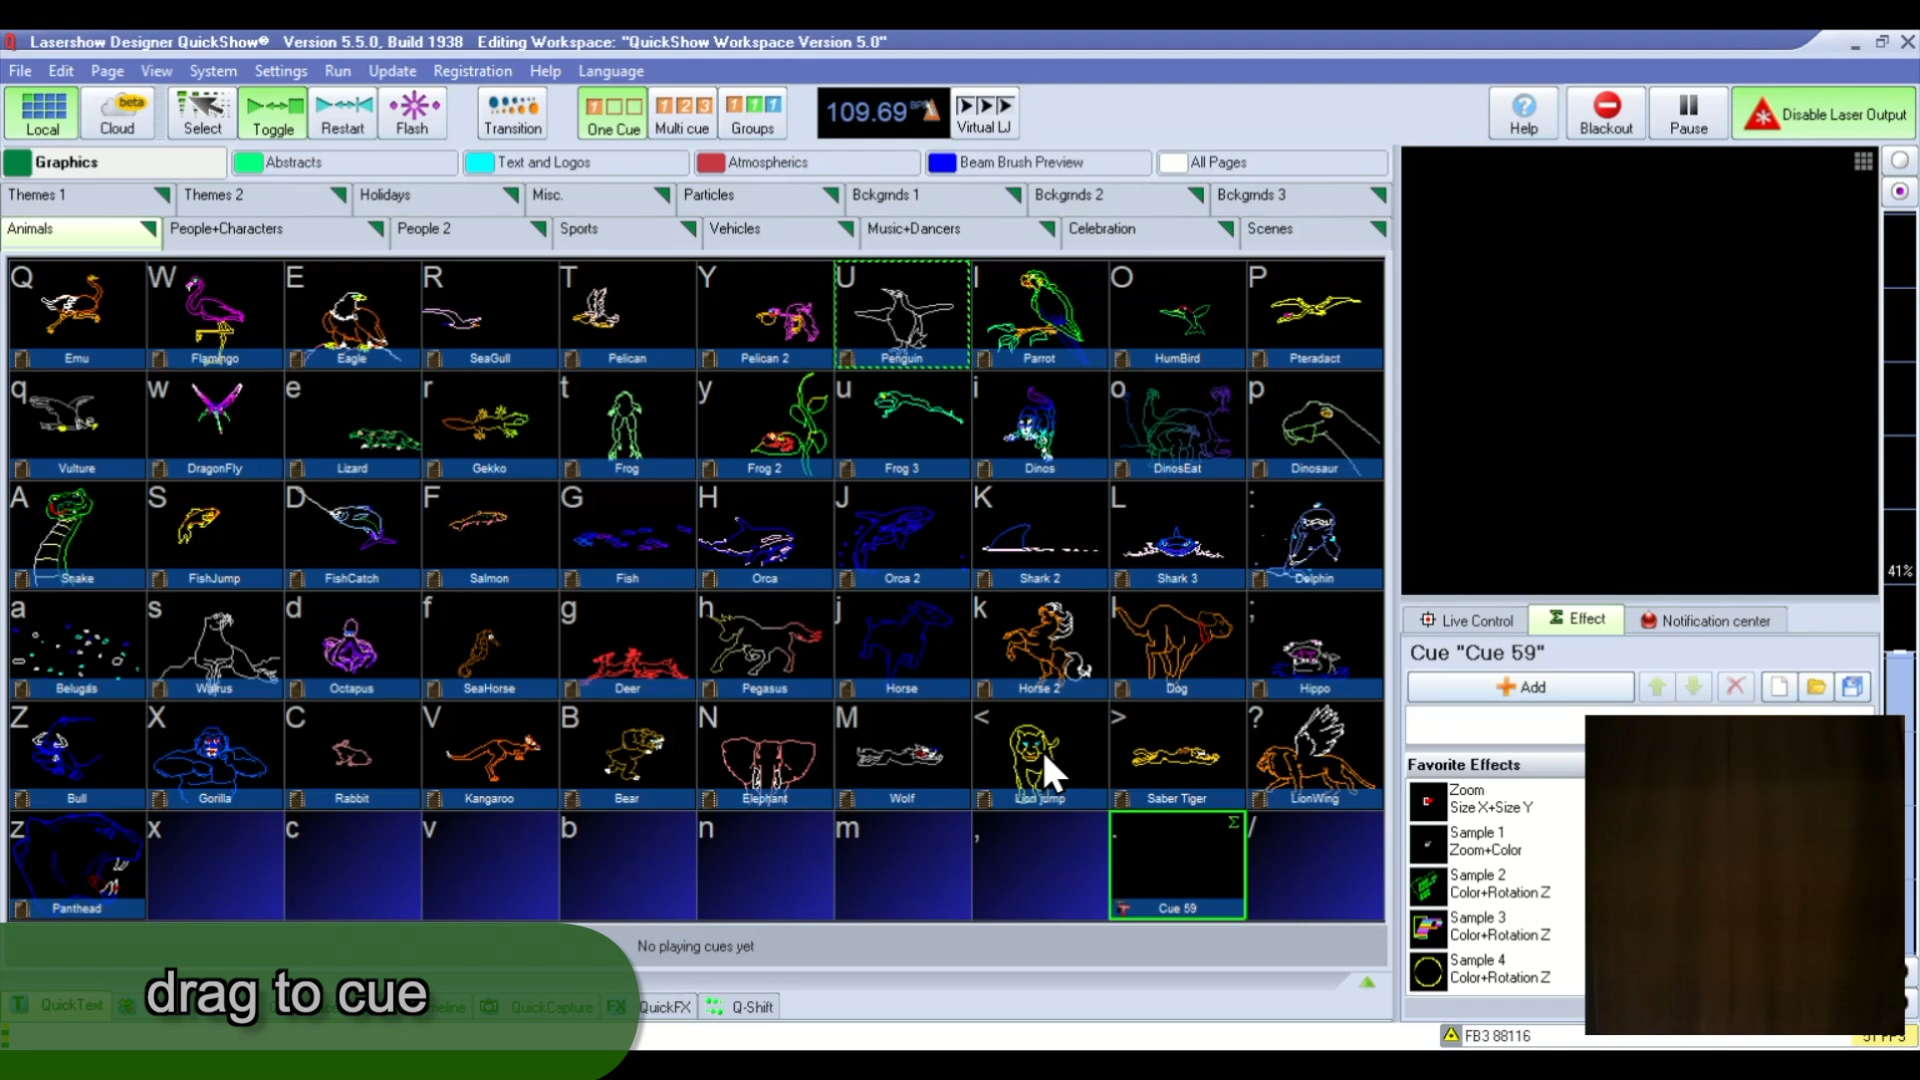 Lasershow Designer QuickShow® Version 5.5.0, Build 1938 Editing Workspace: "QuickShow Workspace Version 5.0"
File Edit Page View System Settings Run Update Registration Help Language
Local beta Cloud Select Toggle Restart Flash Transition One Cue Multi cue Groups 109.69 BPM Virtual LJ Help Blackout Pause Disable Laser Output
Graphics Abstracts Text and Logos Atmospherics Beam Brush Preview All Pages
Themes 1 Themes 2 Holidays Misc. Particles Bckgrnds 1 Bckgrnds 2 Bckgrnds 3
Animals People+Characters People 2 Sports Vehicles Music+Dancers Celebration Scenes
Q W E R T Y U I O P
Emu Flamingo Eagle SeaGull Pelican Pelican 2 Penguin Parrot HumBird Pteradact
q w e r t y u i o p
Vulture DragonFly Lizard Gekko Frog Frog 2 Frog 3 Dinos DinosEat Dinosaur
A S D F G H J K L :
Snake FishJump FishCatch Salmon Fish Orca Orca 2 Shark 2 Shark 3 Dolphin
a s d f g h j k l ;
Belugas Walrus Octapus SeaHorse Deer Pegasus Horse Horse 2 Dog Hippo
Z X C V B N M < > ?
Bull Gorilla Rabbit Kangaroo Bear Elephant Wolf Lion jump Saber Tiger LionWing
z x c v b n m , . /
Panthead Cue 59
No playing cues yet
drag to cue
QuickText QuickCapture FX QuickFX Q-Shift
41%
Live Control Effect Notification center
Cue "Cue 59"
Add
Favorite Effects
Zoom
Size X+Size Y
Sample 1
Zoom+Color
Sample 2
Color+Rotation Z
Sample 3
Color+Rotation Z
Sample 4
Color+Rotation Z
FB3 88116